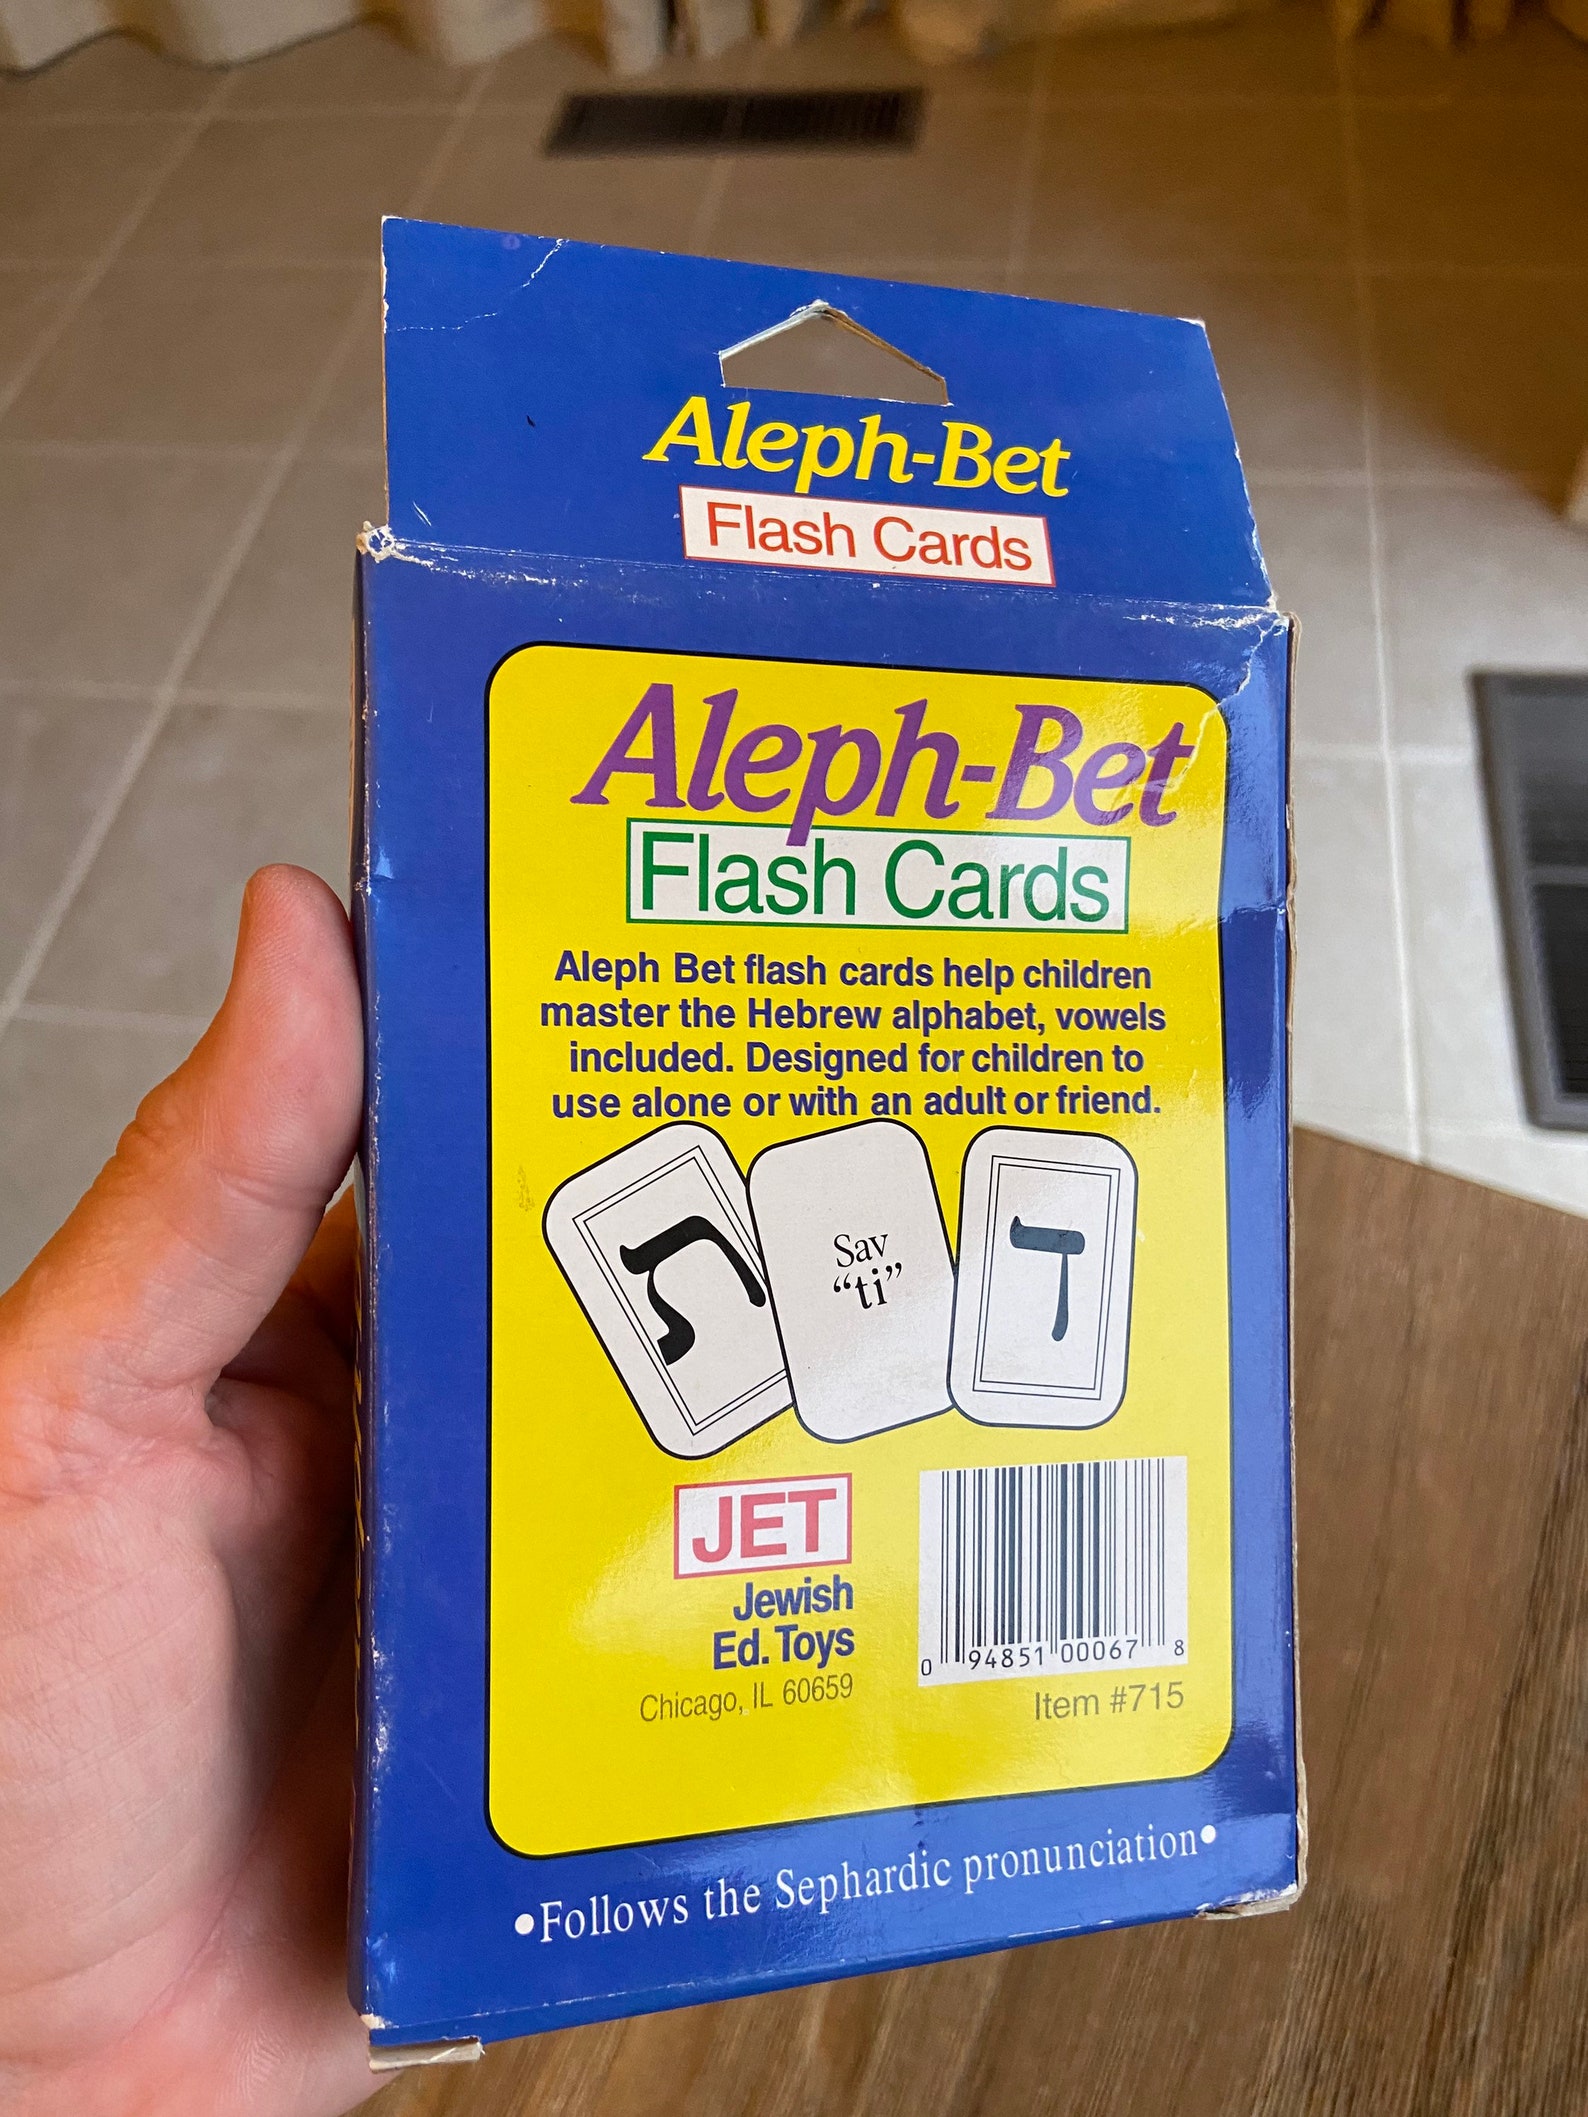 Aleph-Bet
Flash Cards
Aleph-Bet
Flash Cards
Aleph Bet flash cards help children
master the Hebrew alphabet, vowels
included. Designed for children to
use alone or with an adult or friend.
ת
Sav
“ti”
ד
JET
Jewish
Ed. Toys
Chicago, IL 60659
0 94851 00067 8
Item #715
•Follows the Sephardic pronunciation•